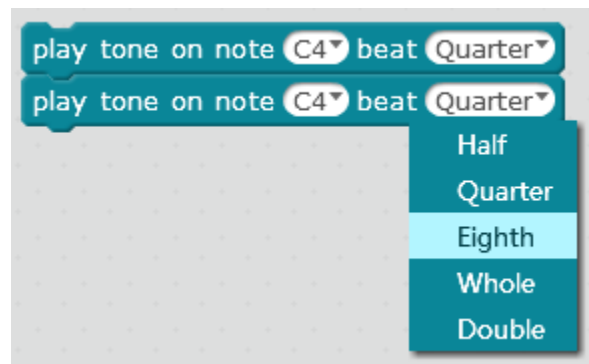 play tone on note C4 beat Quarter
play tone on note C4 beat Quarter
Half
Quarter
Eighth
Whole
Double